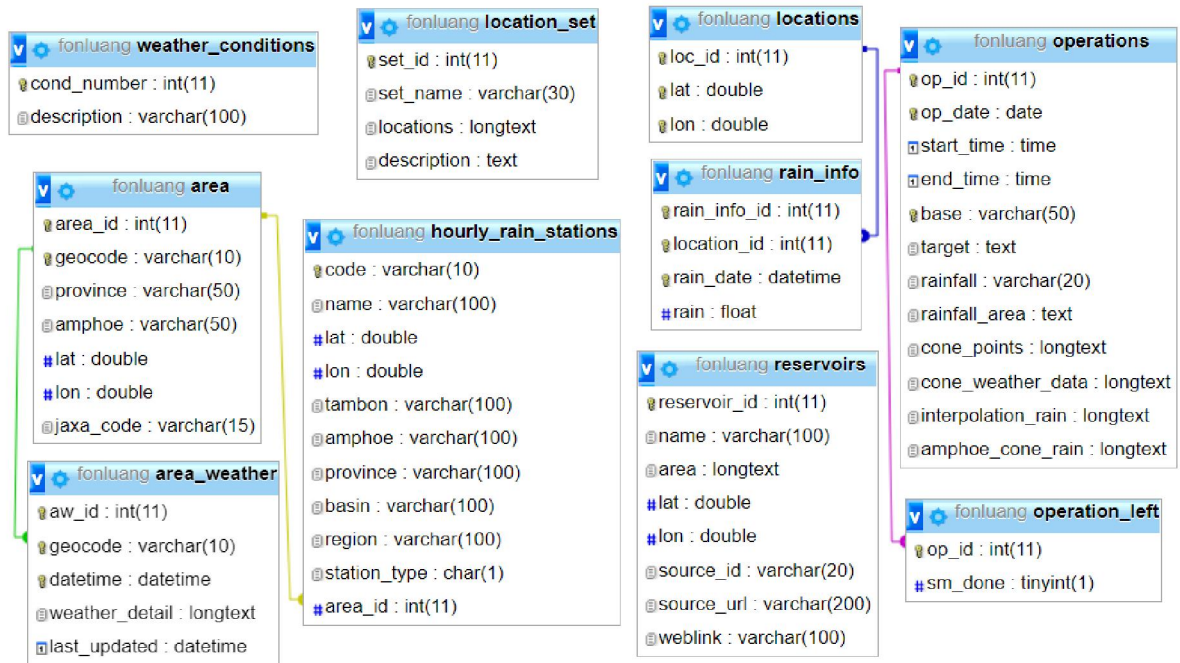 fonluang weather_conditions
cond_number : int(11)
description : varchar(100)
fonluang location_set
set_id : int(11)
set_name : varchar(30)
locations : longtext
description : text
fonluang locations
loc_id : int(11)
lat : double
lon : double
fonluang operations
op_id : int(11)
op_date : date
start_time : time
end_time : time
base : varchar(50)
target : text
rainfall : varchar(20)
rainfall_area : text
cone_points : longtext
cone_weather_data : longtext
interpolation_rain : longtext
amphoe_cone_rain : longtext
fonluang area
area_id : int(11)
geocode : varchar(10)
province : varchar(50)
amphoe : varchar(50)
lat : double
lon : double
jaxa_code : varchar(15)
fonluang hourly_rain_stations
code : varchar(10)
name : varchar(100)
lat : double
lon : double
tambon : varchar(100)
amphoe : varchar(100)
province : varchar(100)
basin : varchar(100)
region : varchar(100)
station_type : char(1)
area_id : int(11)
fonluang rain_info
rain_info_id : int(11)
location_id : int(11)
rain_date : datetime
rain : float
fonluang reservoirs
reservoir_id : int(11)
name : varchar(100)
area : longtext
lat : double
lon : double
source_id : varchar(20)
source_url : varchar(200)
weblink : varchar(100)
fonluang area_weather
aw_id : int(11)
geocode : varchar(10)
datetime : datetime
weather_detail : longtext
last_updated : datetime
fonluang operation_left
op_id : int(11)
sm_done : tinyint(1)